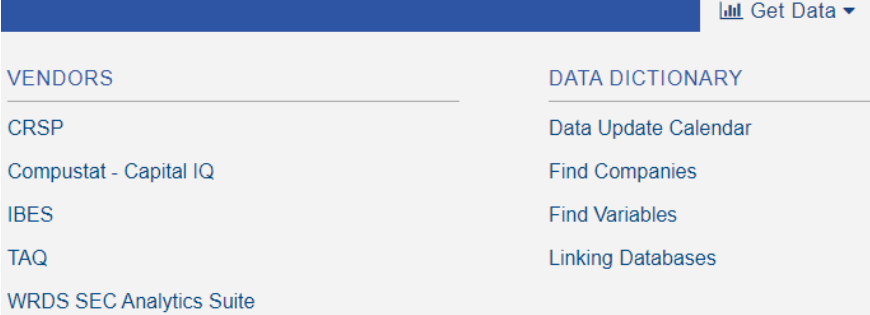 Get Data
VENDORS
CRSP
Compustat - Capital IQ
IBES
TAQ
WRDS SEC Analytics Suite
DATA DICTIONARY
Data Update Calendar
Find Companies
Find Variables
Linking Databases